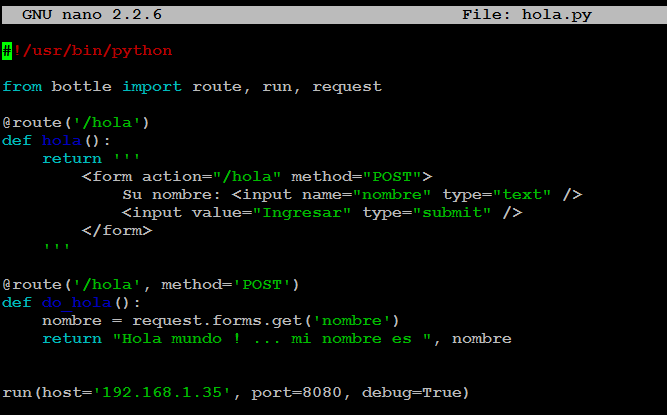 GNU nano 2.2.6 File: hola.py
#!/usr/bin/python
from bottle import route, run, request
@route('/hola')
def hola():
    return '''
        <form action="/hola" method="POST">
            Su nombre: <input name="nombre" type="text" />
            <input value="Ingresar" type="submit" />
        </form>
    '''
@route('/hola', method='POST')
def do_hola():
    nombre = request.forms.get('nombre')
    return "Hola mundo ! ... mi nombre es ", nombre
run(host='192.168.1.35', port=8080, debug=True)